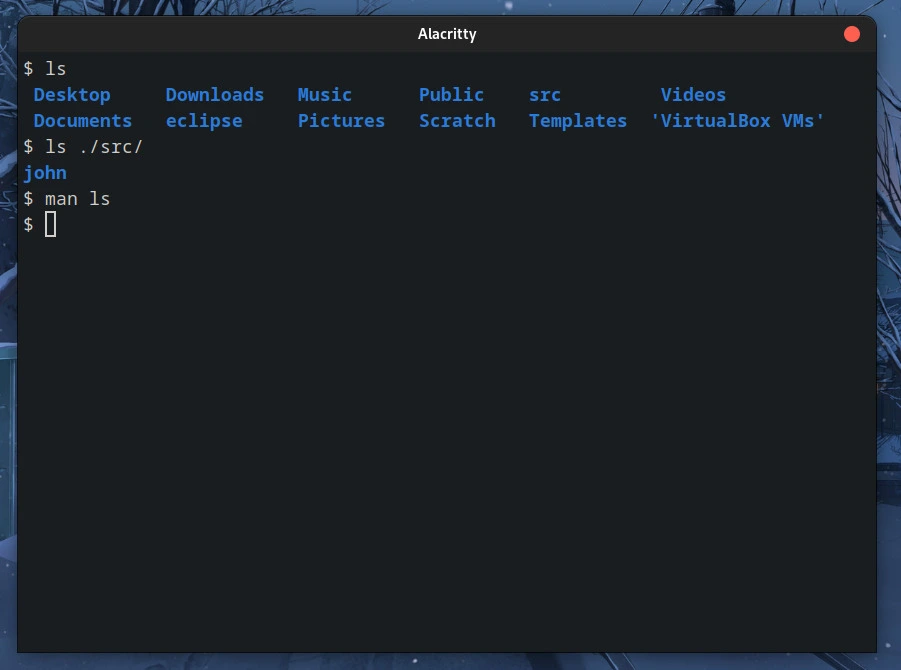 Alacritty
$ ls
Desktop Downloads Music Public src Videos
Documents eclipse Pictures Scratch Templates 'VirtualBox VMs'
$ ls ./src/
john
$ man ls
$